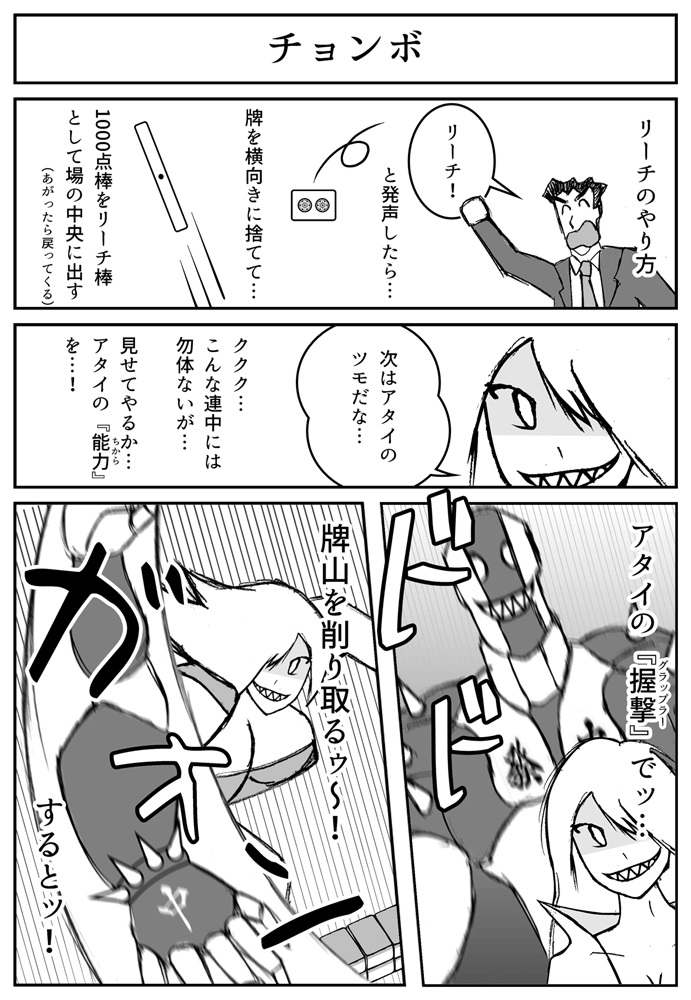 チョンボ
リーチのやり方
リーチ！
と発声したら…
牌を横向きに捨てて…
1000点棒をリーチ棒
として場の中央に出す
（あがったら戻ってくる）
次はアタイの
ツモだな…
ククク…
こんな連中には
勿体ないが…
見せてやるか…
アタイの『能力』
ちから
を…！
アタイの『握撃』でッ…
グラップラー
ドド
牌山を削り取るゥ～！
ガオン
するとッ！